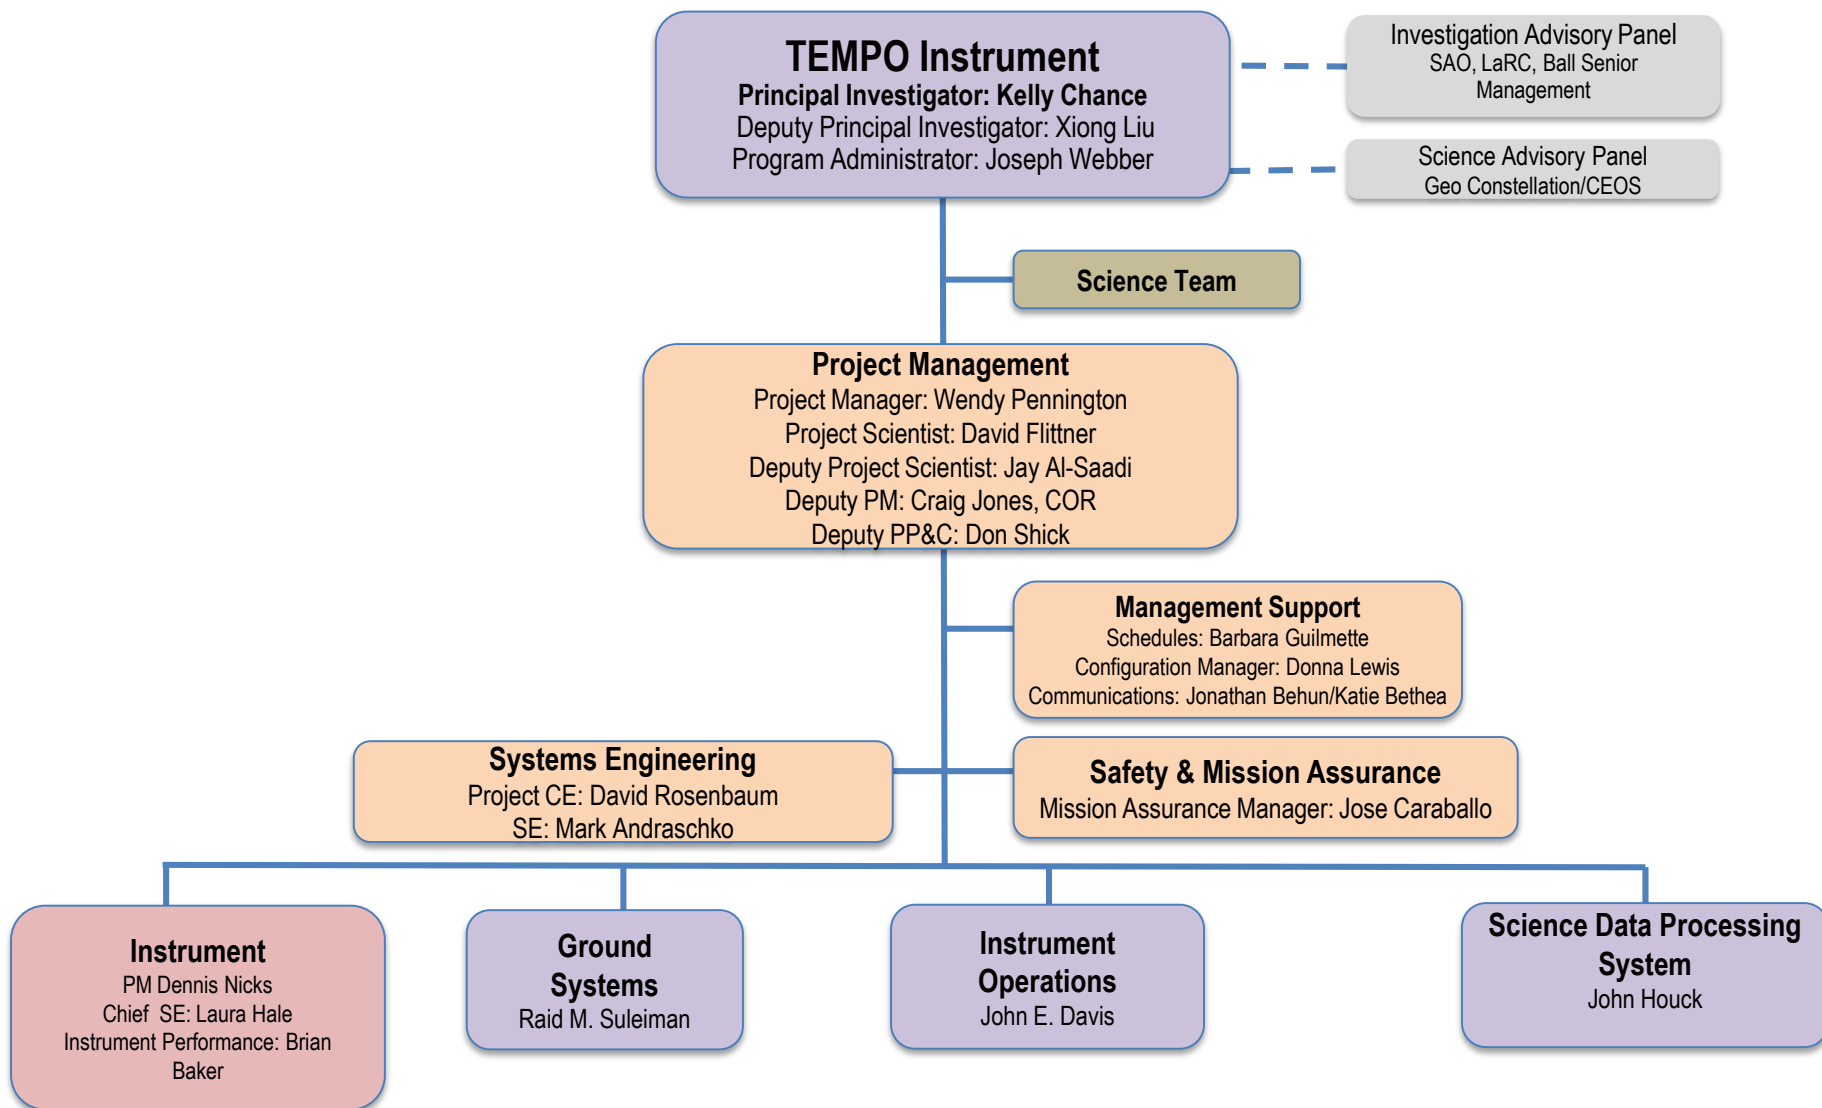 TEMPO Instrument
Principal Investigator: Kelly Chance
Deputy Principal Investigator: Xiong Liu
Program Administrator: Joseph Webber
Investigation Advisory Panel
SAO, LaRC, Ball Senior
Management
Science Advisory Panel
Geo Constellation/CEOS
Science Team
Project Management
Project Manager: Wendy Pennington
Project Scientist: David Flittner
Deputy Project Scientist: Jay Al-Saadi
Deputy PM: Craig Jones, COR
Deputy PP&C: Don Shick
Management Support
Schedules: Barbara Guilmette
Configuration Manager: Donna Lewis
Communications: Jonathan Behun/Katie Bethea
Systems Engineering
Project CE: David Rosenbaum
SE: Mark Andraschko
Safety & Mission Assurance
Mission Assurance Manager: Jose Caraballo
Instrument
PM Dennis Nicks
Chief SE: Laura Hale
Instrument Performance: Brian
Baker
Ground
Systems
Raid M. Suleiman
Instrument
Operations
John E. Davis
Science Data Processing
System
John Houck